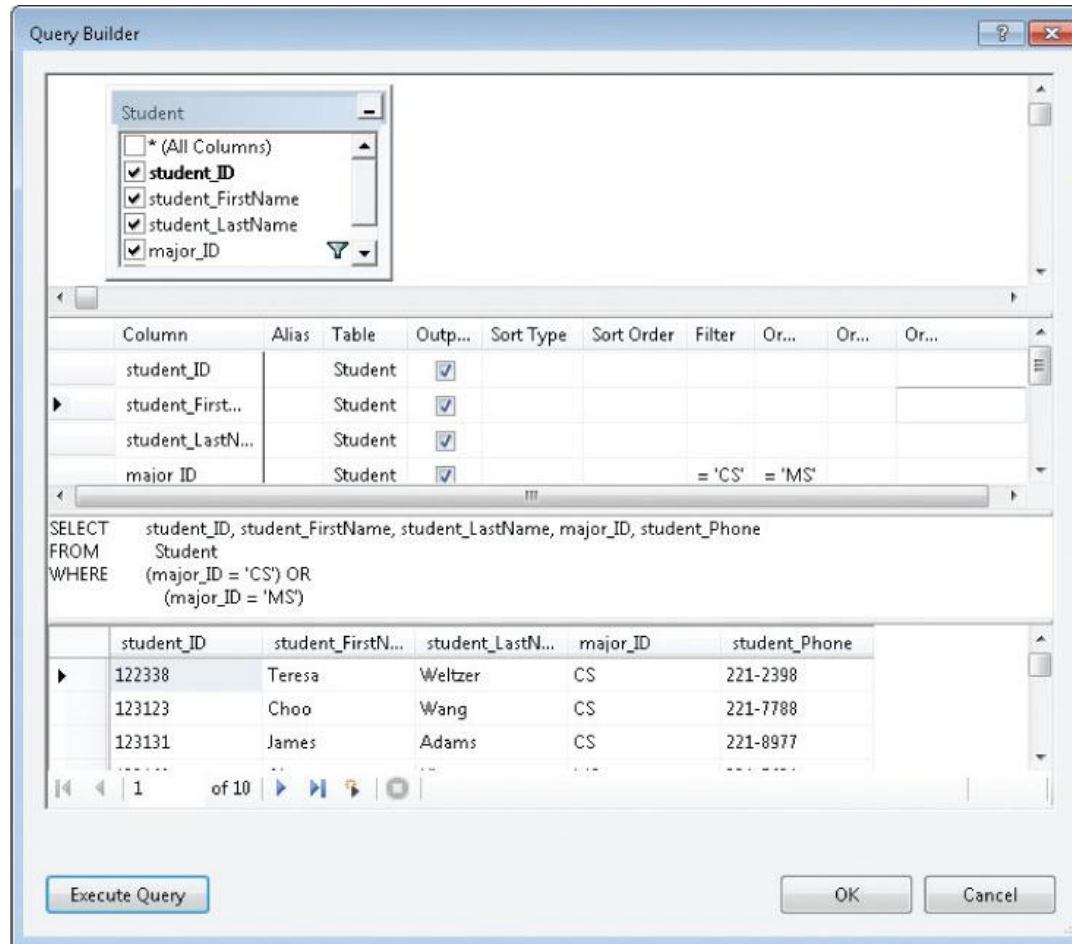 Query Builder
Student
* (All Columns)
student_ID
student_FirstName
student_LastName
major_ID
Column Alias Table Outp... Sort Type Sort Order Filter Or... Or... Or...
student_ID Student
student_First... Student
student_LastN... Student
major_ID Student = 'CS' = 'MS'
SELECT student_ID, student_FirstName, student_LastName, major_ID, student_Phone
FROM Student
WHERE (major_ID = 'CS') OR
(major_ID = 'MS')
student_ID student_FirstN... student_LastN... major_ID student_Phone
122338 Teresa Weltzer CS 221-2398
123123 Choo Wang CS 221-7788
123131 James Adams CS 221-8977
1 of 10
Execute Query OK Cancel